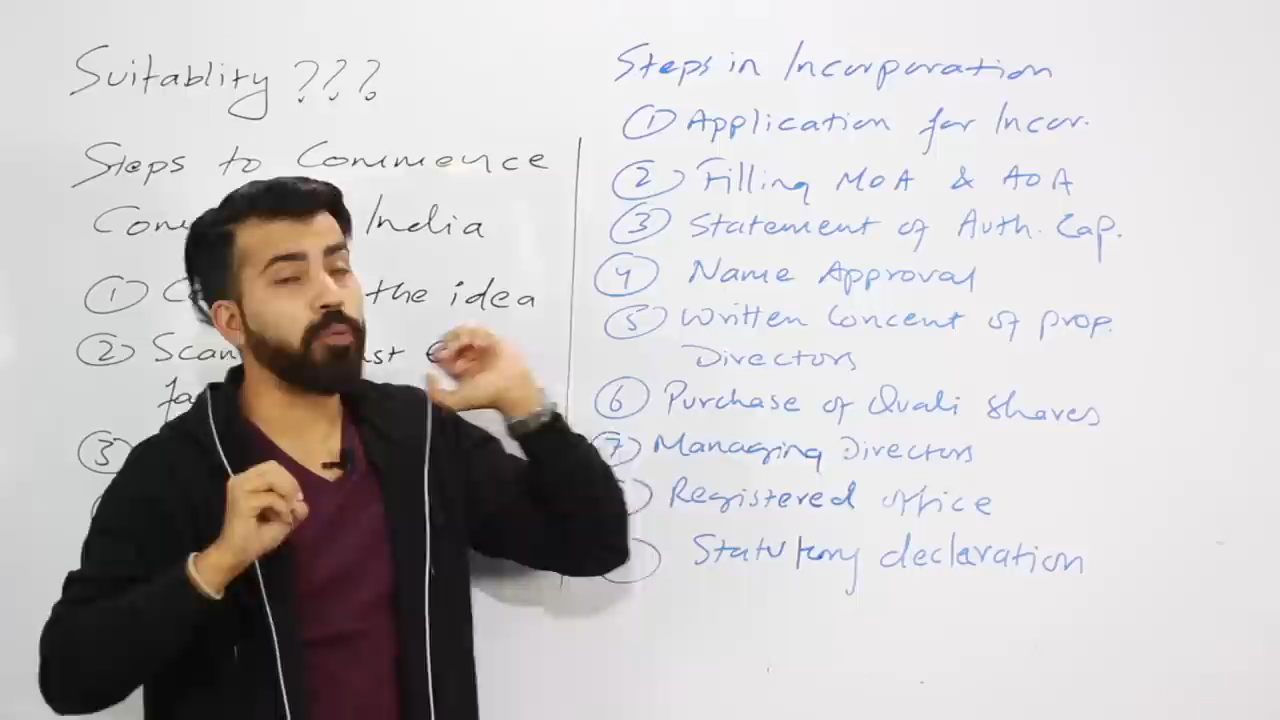 Suitablity ???
Steps to Commence
India
① the idea
② Scan
③
Steps in Incorporation
① Application for Incor.
② Filling MOA & AOA
③ Statement of Auth. Cap.
④ Name Approval
⑤ Written Concent of prop.
Directors
⑥ Purchase of Quali Shares
⑦ Managing Directors
Registered office
Statutory declaration